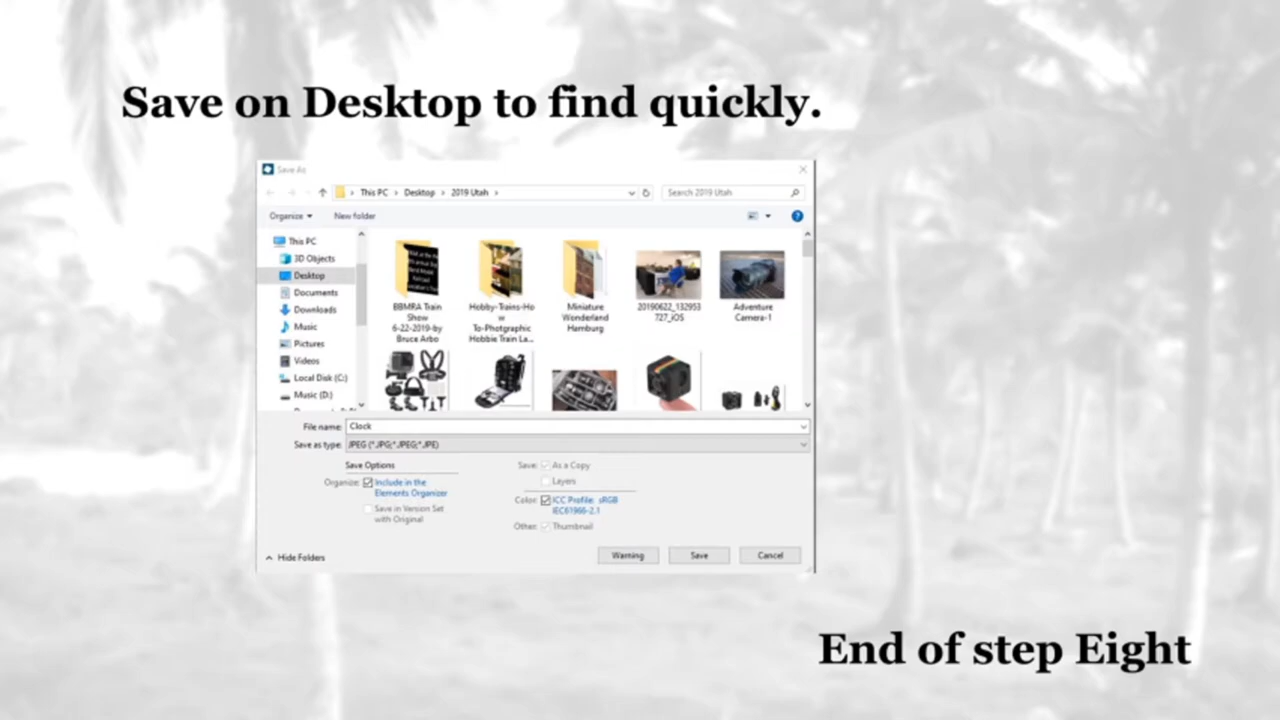 Save on Desktop to find quickly.
Save As
This PC > Desktop > 2019 Utah >
Search 2019 Utah
Organize
New folder
This PC
3D Objects
Desktop
Documents
Downloads
Music
Pictures
Videos
Local Disk (C:)
Music (D:)
BBMRA Train
Show
6-22-2019-by
Bruce Arbo
Hobby-Trains-Ho
w
To-Photgraphic
Hobbie Train La...
Miniature
Wonderland
Hamburg
20190622_132953
727_iOS
Adventure
Camera-1
File name: Clock
Save as type: JPEG (*.JPG;*.JPEG;*.JPE)
Save Options
Organize: Include in the
Elements Organizer
Save in Version Set
with Original
Save: As a Copy
Layers
Color: ICC Profile: sRGB
IEC61966-2.1
Other: Thumbnail
Hide Folders
Warning
Save
Cancel
End of step Eight